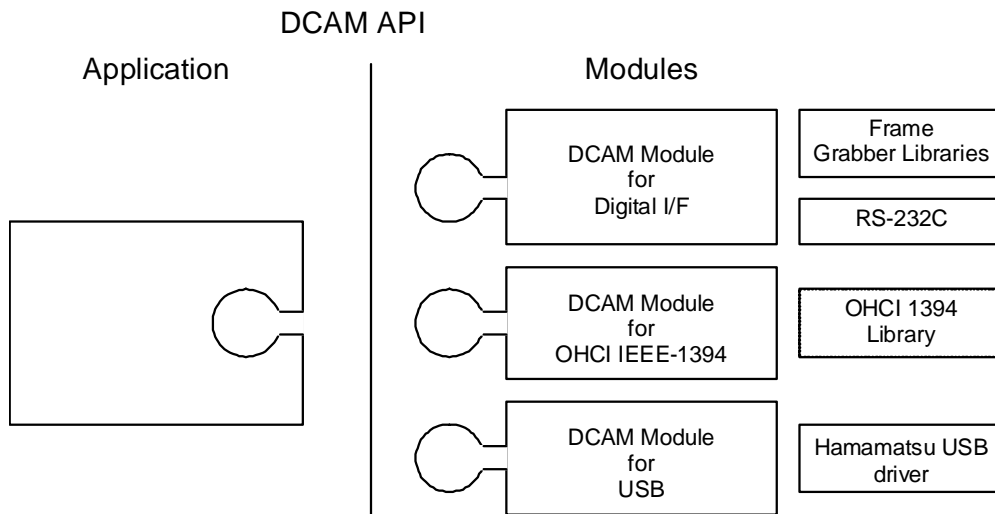 DCAM API
Application
Modules
DCAM Module
for
Digital I/F
Frame
Grabber Libraries
RS-232C
DCAM Module
for
OHCI IEEE-1394
OHCI 1394
Library
DCAM Module
for
USB
Hamamatsu USB
driver